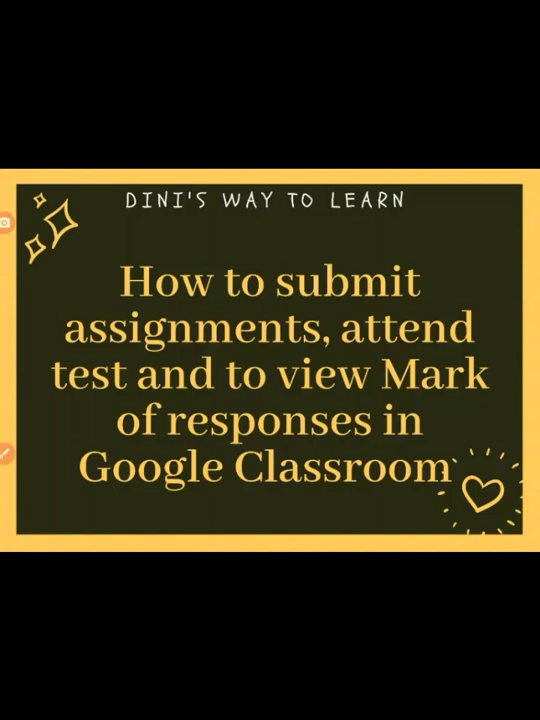 DINI'S WAY TO LEARN
How to submit
assignments, attend
test and to view Mark
of responses in
Google Classroom